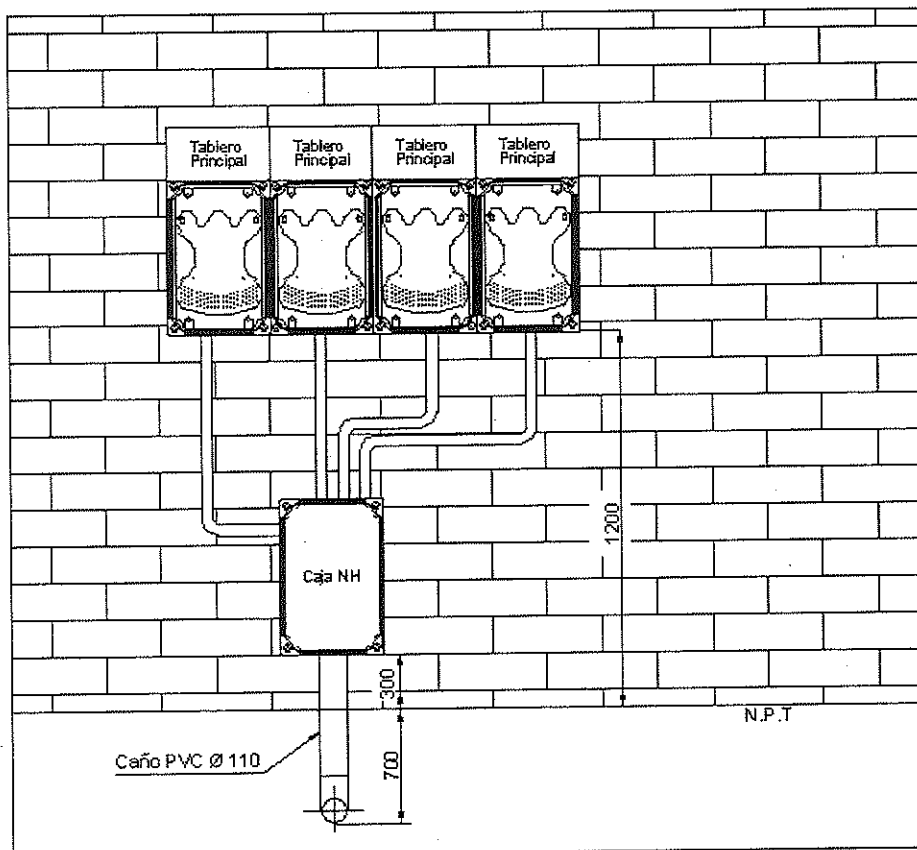 Tablero
Principal
Tablero
Principal
Tablero
Principal
Tablero
Principal
1200
Caja NH
300
N.P.T
Caño PVC Ø 110
700